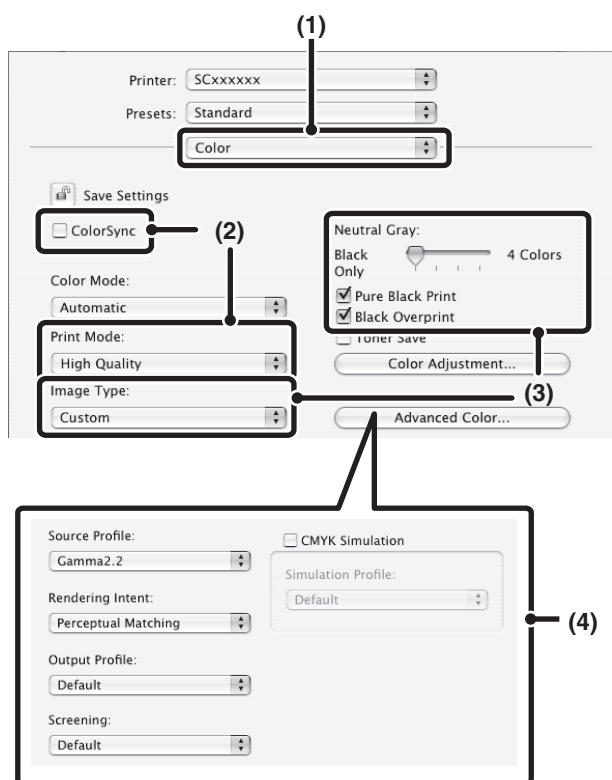 (1)
Printer: SCxxxxxx
Presets: Standard
Color
Save Settings
ColorSync
(2)
Color Mode:
Automatic
Print Mode:
High Quality
Image Type:
Custom
Neutral Gray:
Black Only
4 Colors
Pure Black Print
Black Overprint
Toner Save
Color Adjustment...
(3)
Advanced Color...
Source Profile:
Gamma2.2
Rendering Intent:
Perceptual Matching
Output Profile:
Default
Screening:
Default
CMYK Simulation
Simulation Profile:
Default
(4)